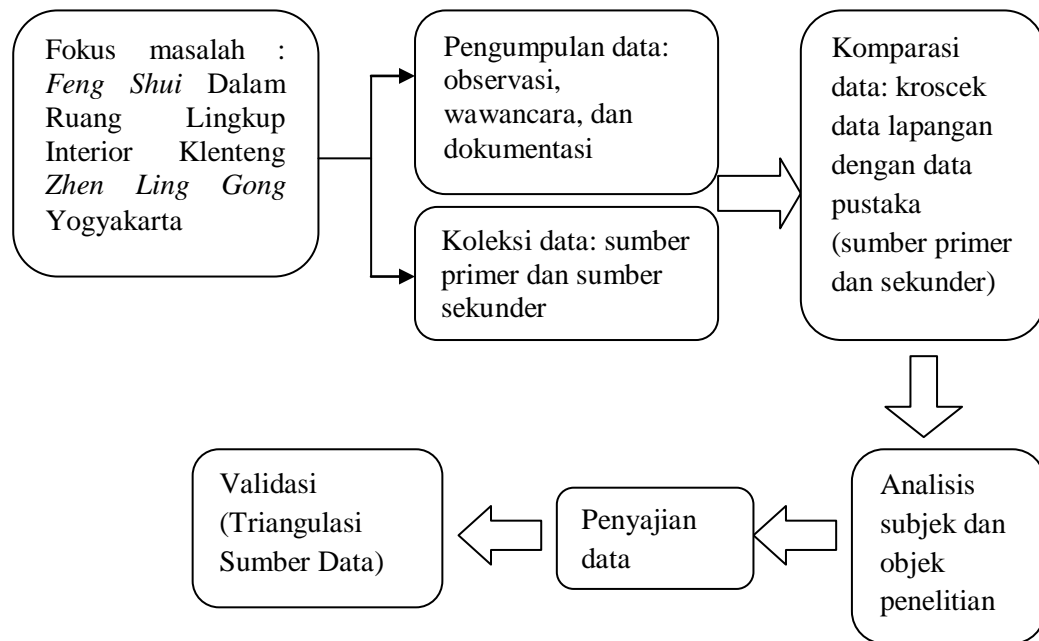 Fokus masalah :
Feng Shui Dalam
Ruang Lingkup
Interior Klenteng
Zhen Ling Gong
Yogyakarta
Pengumpulan data:
observasi,
wawancara, dan
dokumentasi
Koleksi data: sumber
primer dan sumber
sekunder
Komparasi
data: kroscek
data lapangan
dengan data
pustaka
(sumber primer
dan sekunder)
Analisis
subjek dan
objek
penelitian
Penyajian
data
Validasi
(Triangulasi
Sumber Data)